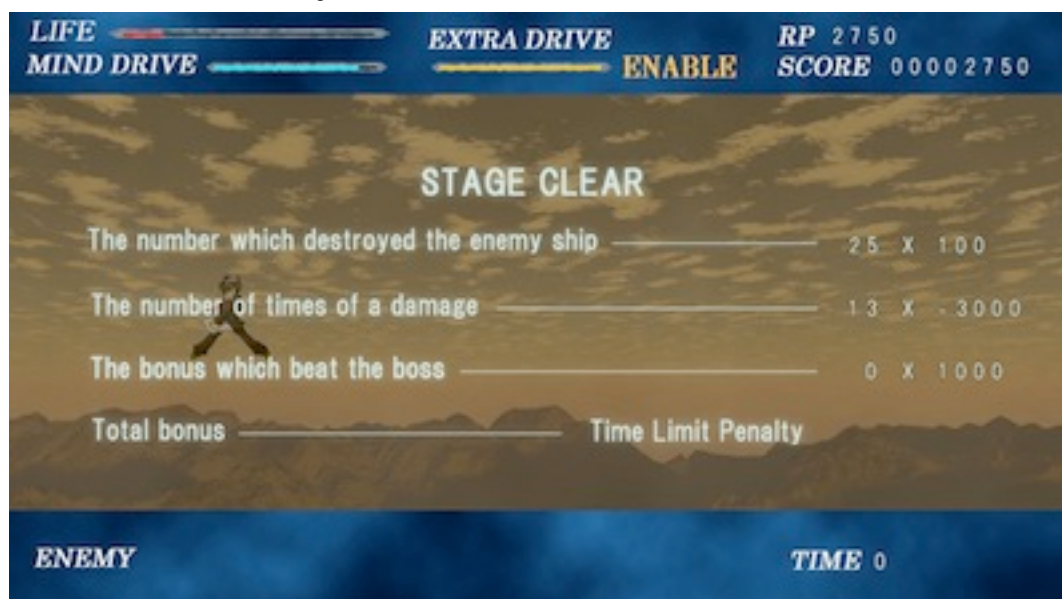 LIFE EXTRA DRIVE RP 2750
MIND DRIVE ENABLE SCORE 00002750
STAGE CLEAR
The number which destroyed the enemy ship 25 X 100
The number of times of a damage 13 X -3000
The bonus which beat the boss 0 X 1000
Total bonus Time Limit Penalty
ENEMY TIME 0